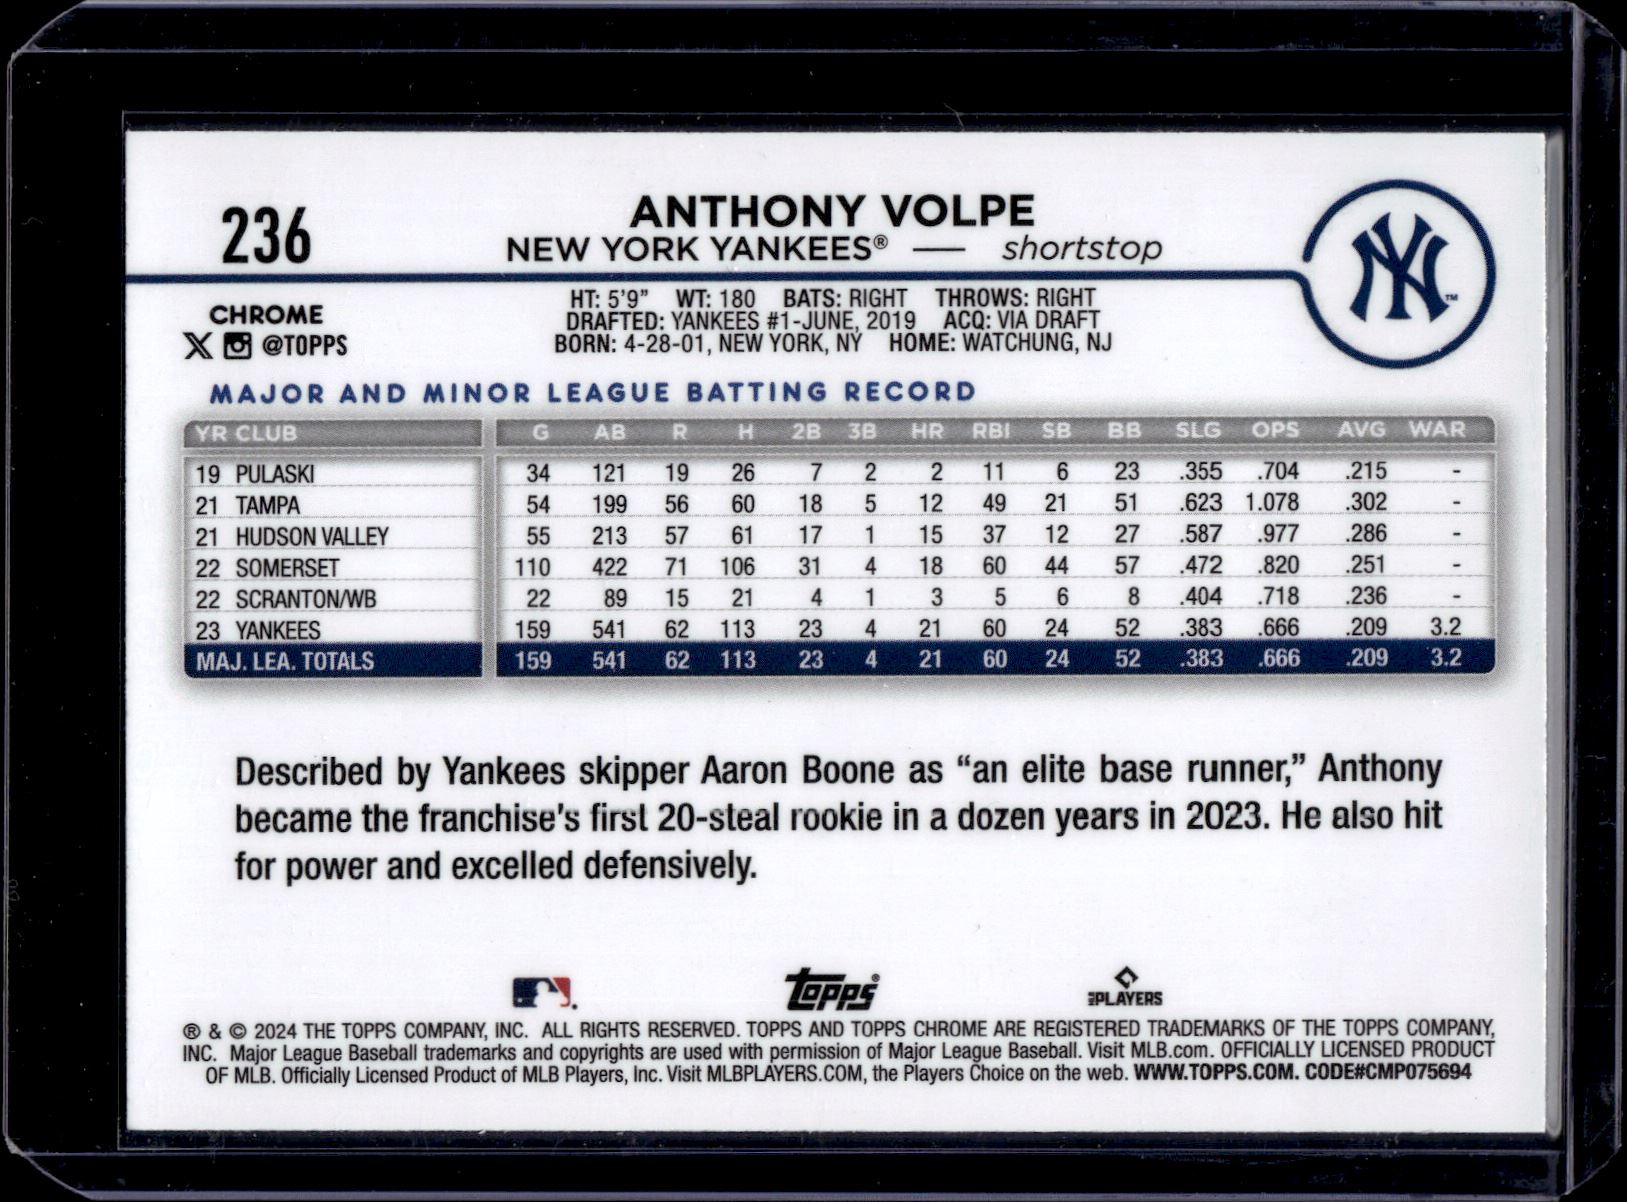 236
ANTHONY VOLPE
NEW YORK YANKEES® — shortstop
NY
™
CHROME
X @TOPPS
HT: 5'9” WT: 180 BATS: RIGHT THROWS: RIGHT
DRAFTED: YANKEES #1-JUNE, 2019 ACQ: VIA DRAFT
BORN: 4-28-01, NEW YORK, NY HOME: WATCHUNG, NJ
MAJOR AND MINOR LEAGUE BATTING RECORD
YR CLUB G AB R H 2B 3B HR RBI SB BB SLG OPS AVG WAR
19 PULASKI 34 121 19 26 7 2 2 11 6 23 .355 .704 .215 -
21 TAMPA 54 199 56 60 18 5 12 49 21 51 .623 1.078 .302 -
21 HUDSON VALLEY 55 213 57 61 17 1 15 37 12 27 .587 .977 .286 -
22 SOMERSET 110 422 71 106 31 4 18 60 44 57 .472 .820 .251 -
22 SCRANTON/WB 22 89 15 21 4 1 3 5 6 8 .404 .718 .236 -
23 YANKEES 159 541 62 113 23 4 21 60 24 52 .383 .666 .209 3.2
MAJ. LEA. TOTALS 159 541 62 113 23 4 21 60 24 52 .383 .666 .209 3.2
Described by Yankees skipper Aaron Boone as “an elite base runner,” Anthony
became the franchise's first 20-steal rookie in a dozen years in 2023. He also hit
for power and excelled defensively.
topps®
MLB PLAYERS
® & © 2024 THE TOPPS COMPANY, INC. ALL RIGHTS RESERVED. TOPPS AND TOPPS CHROME ARE REGISTERED TRADEMARKS OF THE TOPPS COMPANY,
INC. Major League Baseball trademarks and copyrights are used with permission of Major League Baseball. Visit MLB.com. OFFICIALLY LICENSED PRODUCT
OF MLB. Officially Licensed Product of MLB Players, Inc. Visit MLBPLAYERS.COM, the Players Choice on the web. WWW.TOPPS.COM. CODE#CMP075694